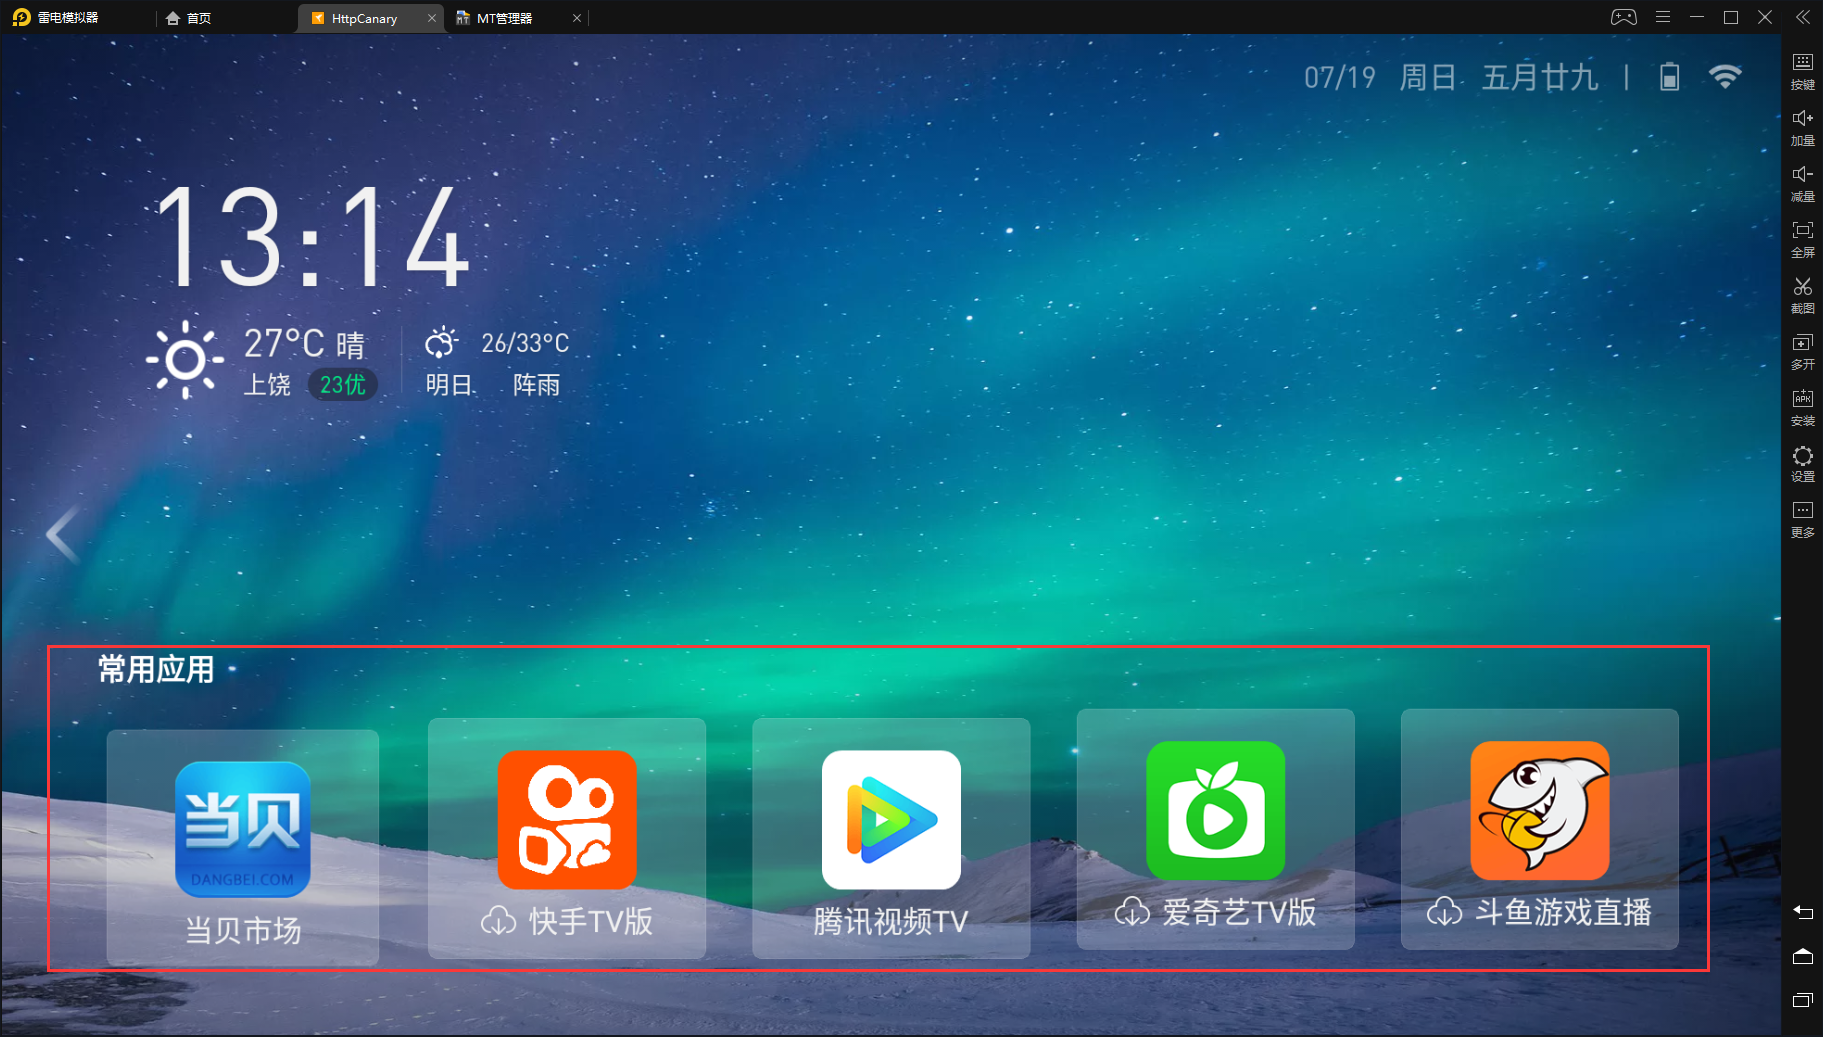 雷电模拟器
首页
HttpCanary
MT管理器
07/19 周日 五月廿九 |
13:14
27°C 晴
26/33°C
上饶 23优
明日 阵雨
常用应用
当贝
DANGBEI.COM
当贝市场
快手TV版
腾讯视频TV
爱奇艺TV版
斗鱼游戏直播
按键
加量
减量
全屏
截图
多开
APK
安装
设置
更多